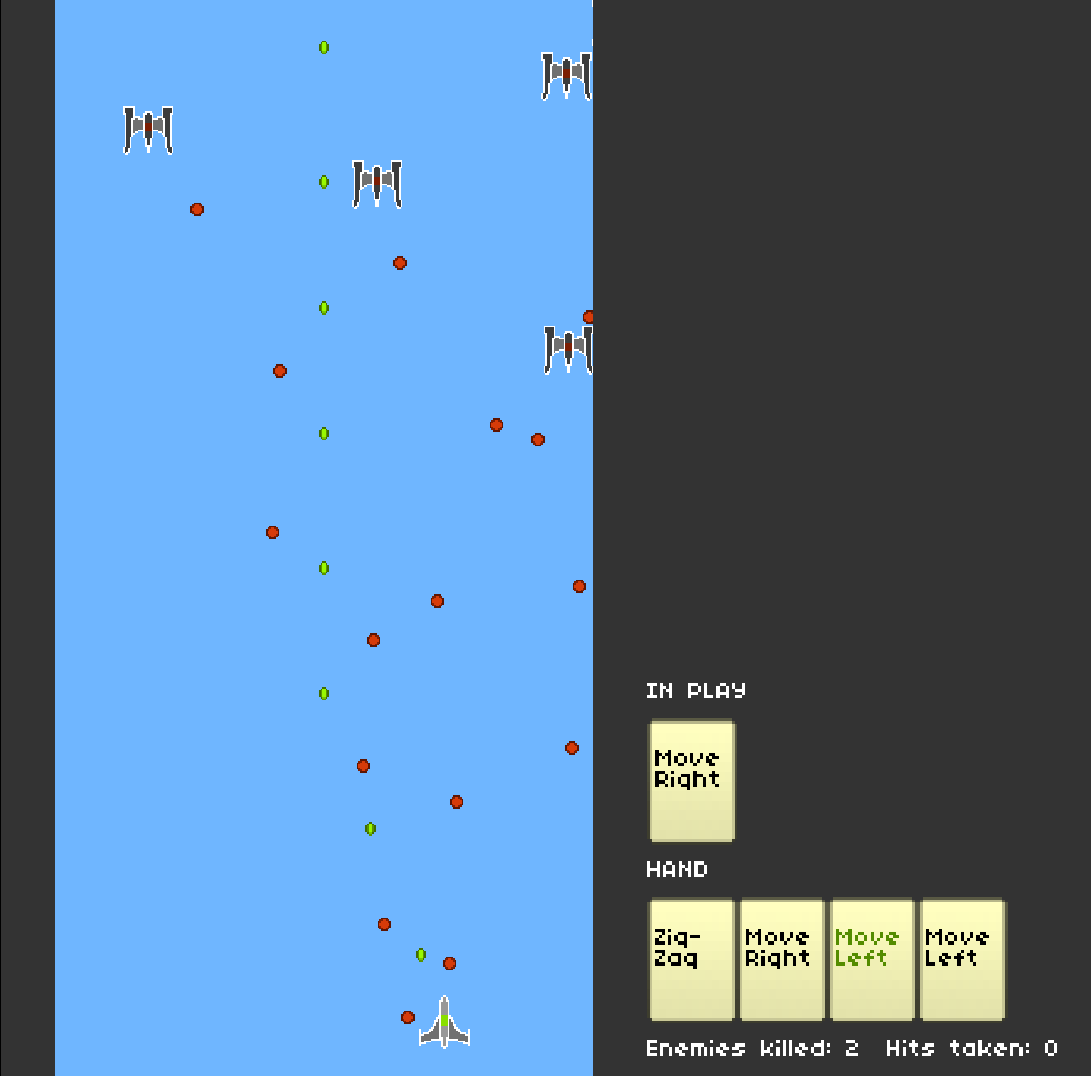 IN PLAY
Move
Right
HAND
Zig-
Zag
Move
Right
Move
Left
Move
Left
Enemies killed: 2 Hits taken: 0